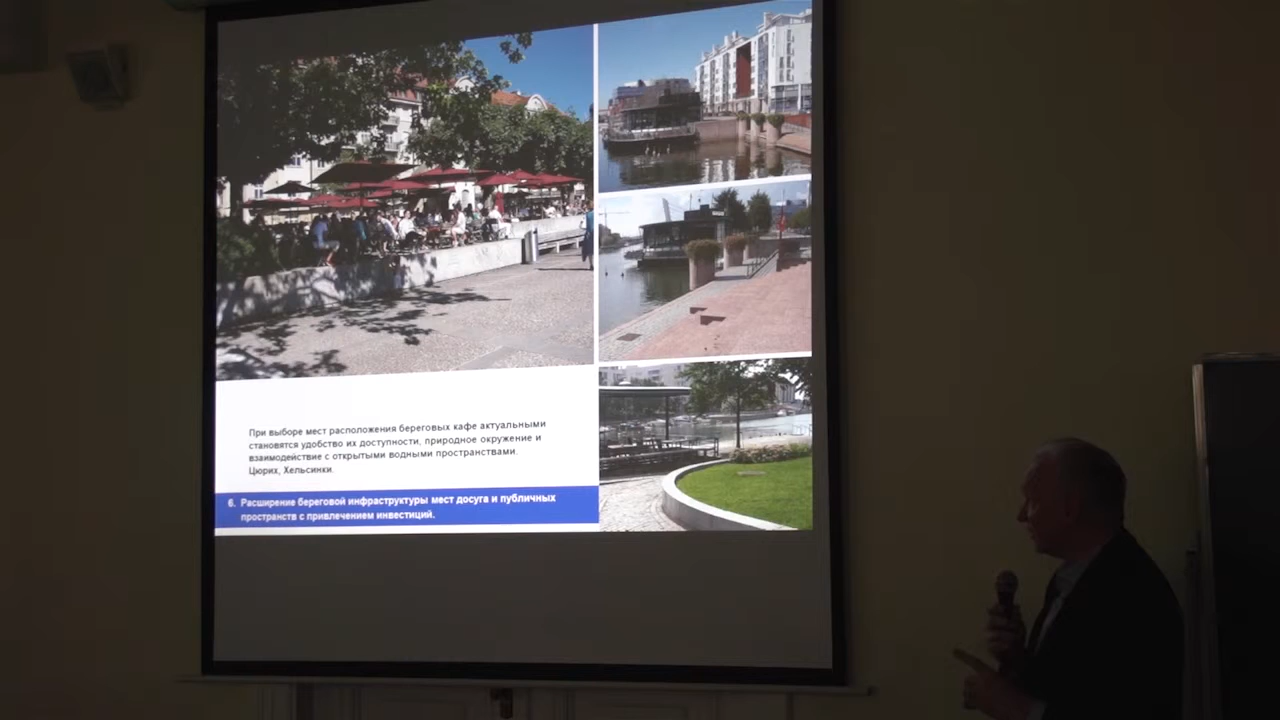 При выборе мест расположения береговых кафе актуальными
становятся удобство их доступности, природное окружение и
взаимодействие с открытыми водными пространствами.
Цюрих, Хельсинки.
6. Расширение береговой инфраструктуры мест досуга и публичных
пространств с привлечением инвестиций.